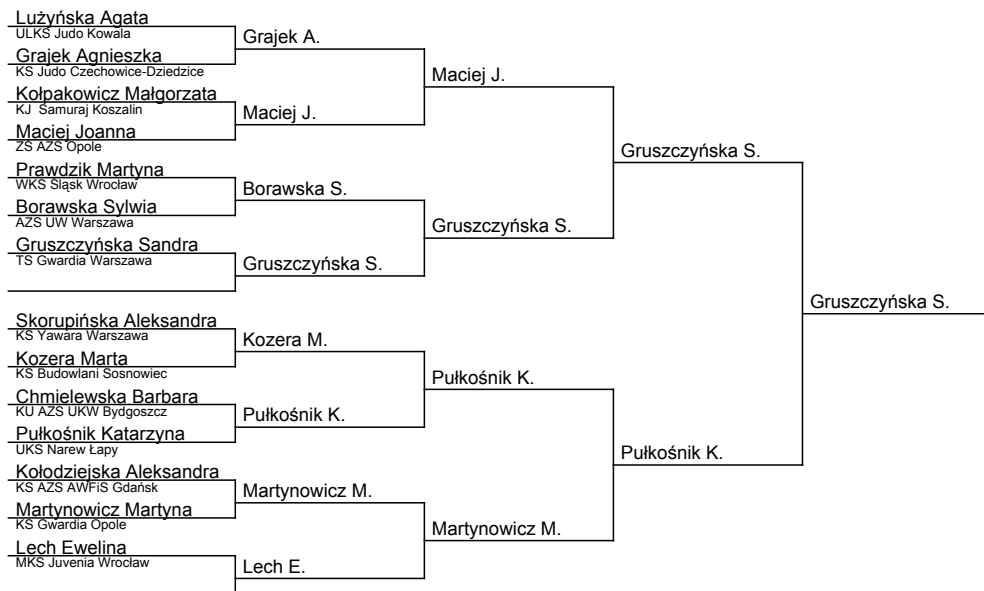 Lużyńska Agata
ULKS Judo Kowala
Grajek Agnieszka
KS Judo Czechowice-Dziedzice
Kołpakowicz Małgorzata
KJ  Samuraj Koszalin
Maciej Joanna
ZS AZS Opole
Prawdzik Martyna
WKS Śląsk Wrocław
Borawska Sylwia
AZS UW Warszawa
Gruszczyńska Sandra
TS Gwardia Warszawa
Skorupińska Aleksandra
KS Yawara Warszawa
Kozera Marta
KS Budowlani Sosnowiec
Chmielewska Barbara
KU AZS UKW Bydgoszcz
Pułkośnik Katarzyna
UKS Narew Łapy
Kołodziejska Aleksandra
KS AZS AWFiS Gdańsk
Martynowicz Martyna
KS Gwardia Opole
Lech Ewelina
MKS Juvenia Wrocław
Grajek A.
Maciej J.
Borawska S.
Gruszczyńska S.
Kozera M.
Pułkośnik K.
Martynowicz M.
Lech E.
Maciej J.
Gruszczyńska S.
Pułkośnik K.
Martynowicz M.
Gruszczyńska S.
Pułkośnik K.
Gruszczyńska S.